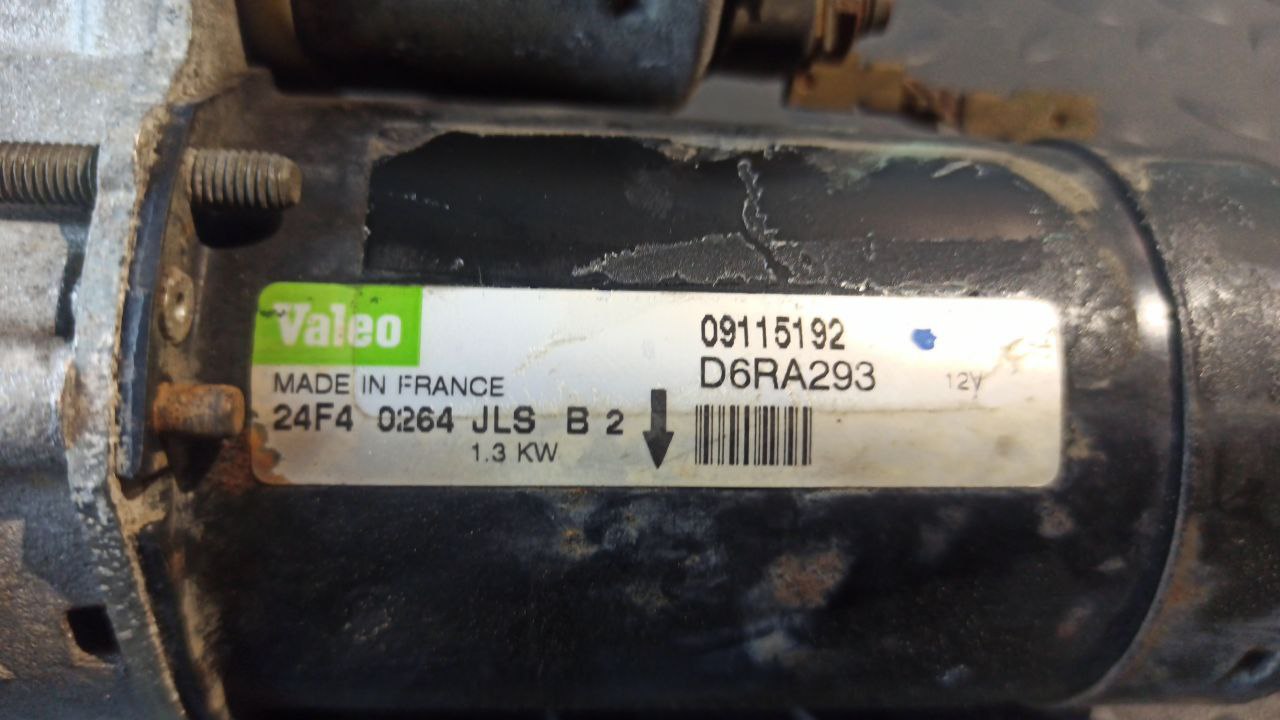 Valeo
09115192
D6RA293
12V
MADE IN FRANCE
24F4 0264 JLS B 2
1.3 KW